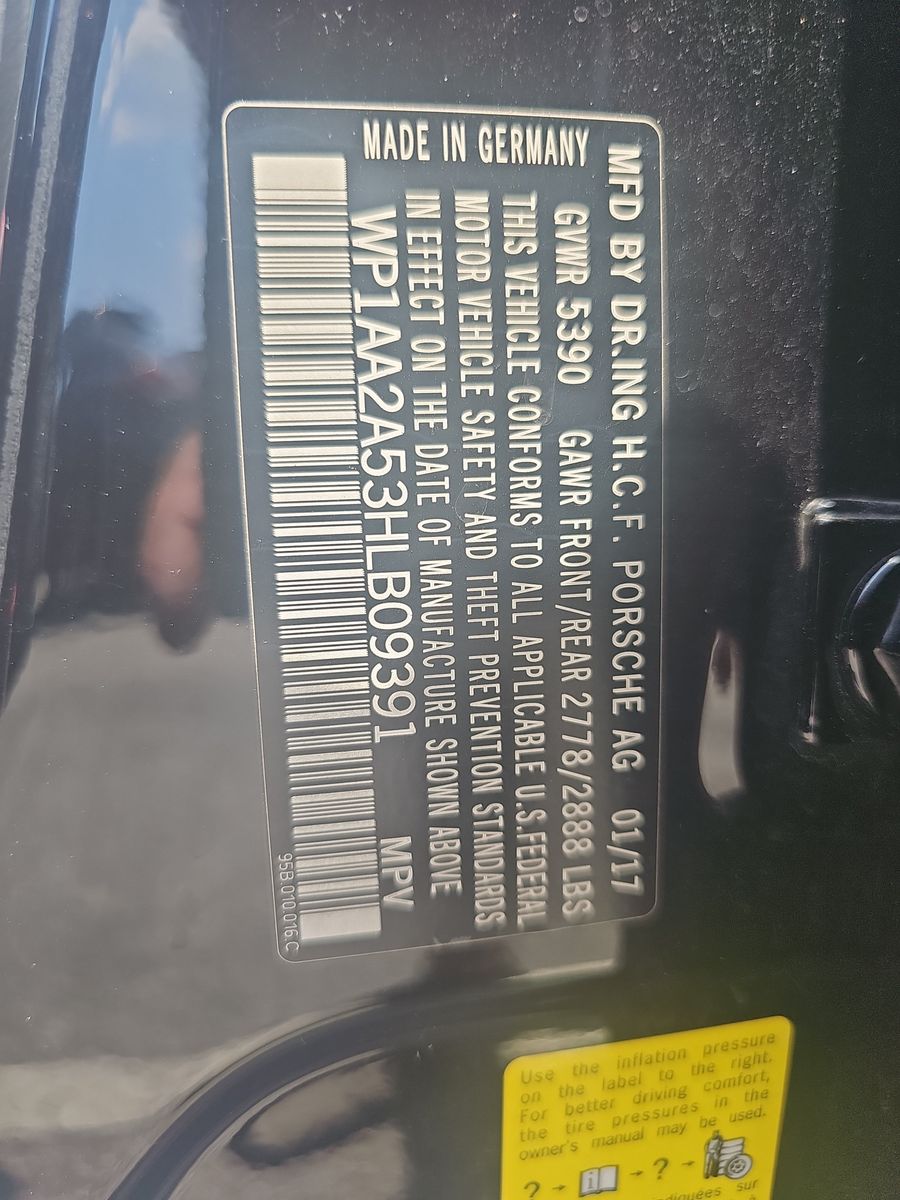 MFD BY DR.ING H.C.F. PORSCHE AG 01/17
GVWR 5390 GAWR FRONT/REAR 2778/2888 LBS
THIS VEHICLE CONFORMS TO ALL APPLICABLE U.S.FEDERAL
MOTOR VEHICLE SAFETY AND THEFT PREVENTION STANDARDS
IN EFFECT ON THE DATE OF MANUFACTURE SHOWN ABOVE
WP1AA2A53HLB09391 MPV
MADE IN GERMANY
95B.010.016.C
Use the inflation pressure
on the label to the right.
For better driving comfort,
the tire pressures in the
owner's manual may be used.
? → i → ? →
indiquées sur